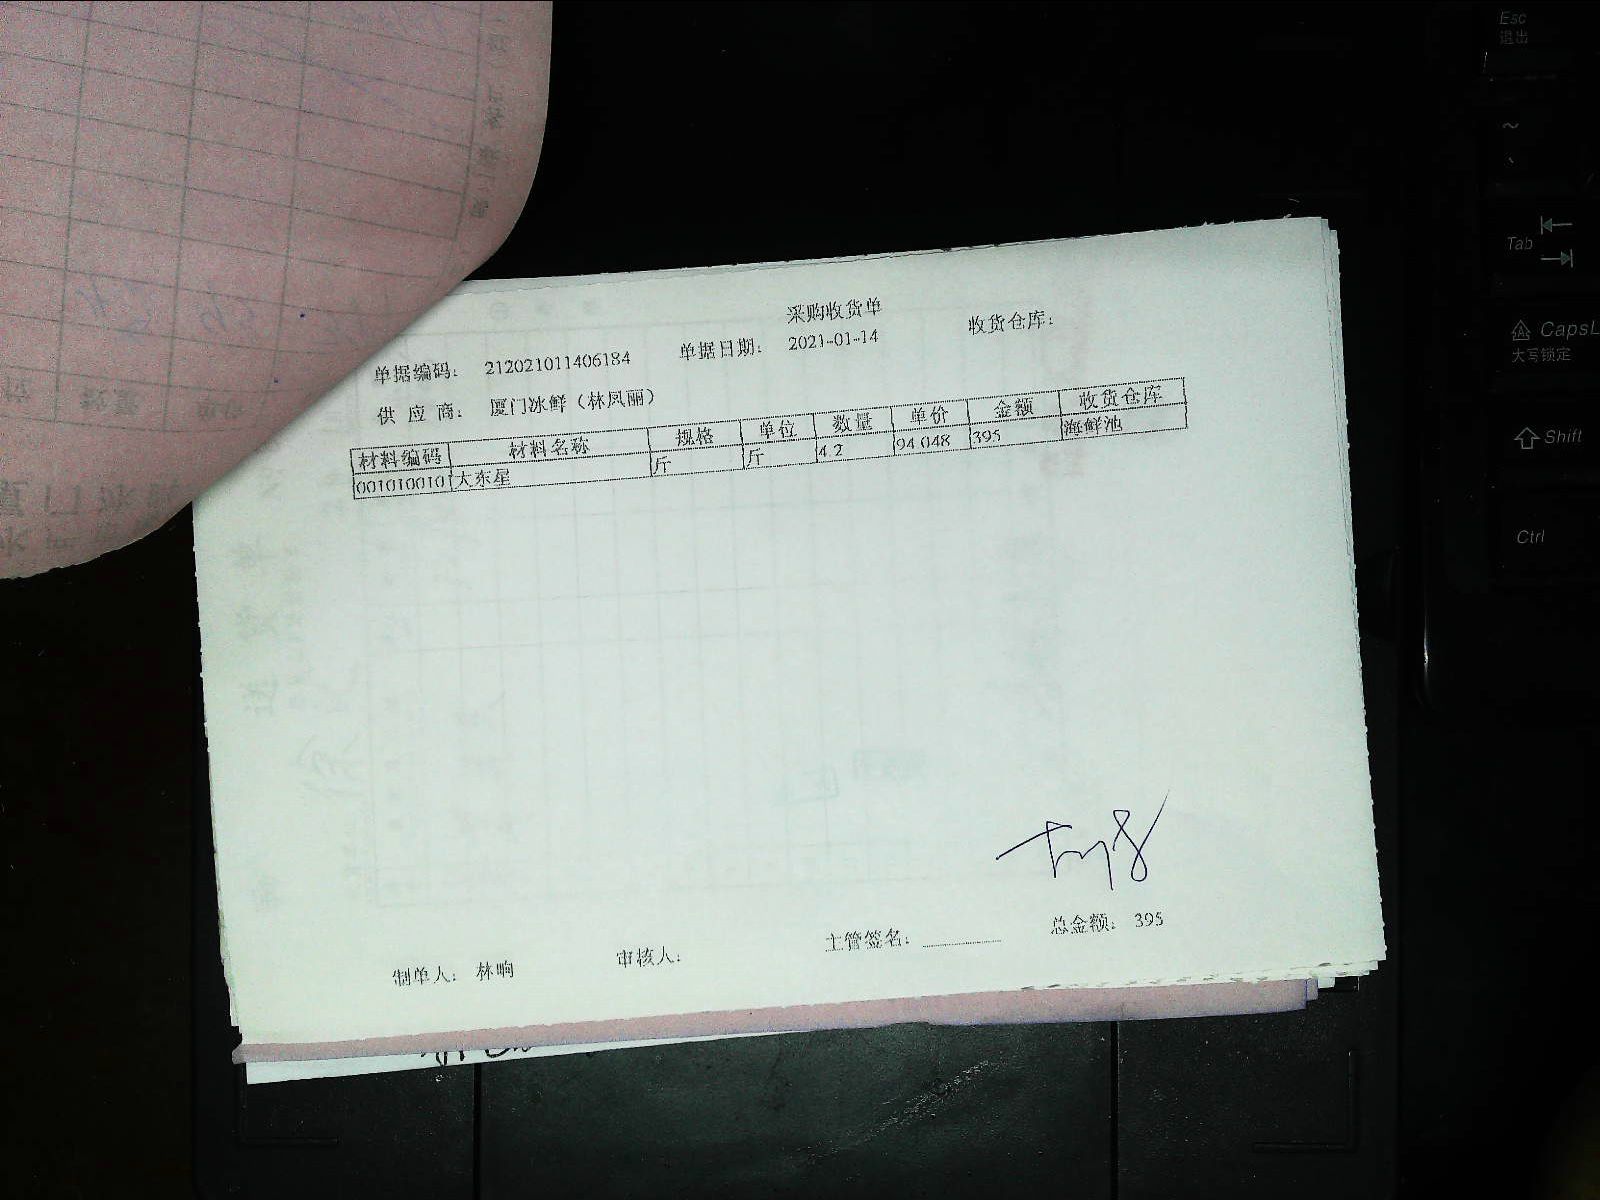 采购收货单
单据编码： 212021011406184 单据日期： 2021-01-14 收货仓库：
供 应 商： 厦门冰鲜（林凤丽）
材料编码 材料名称 规格 单位 数量 单价 金额 收货仓库
001010010 大东星 斤 斤 4.2 94.048 395 海鲜池
制单人： 林晌 审核人： 主管签名： 总金额： 395
Esc
退出
~
Tab
CapsL
大写锁定
Shift
Ctrl